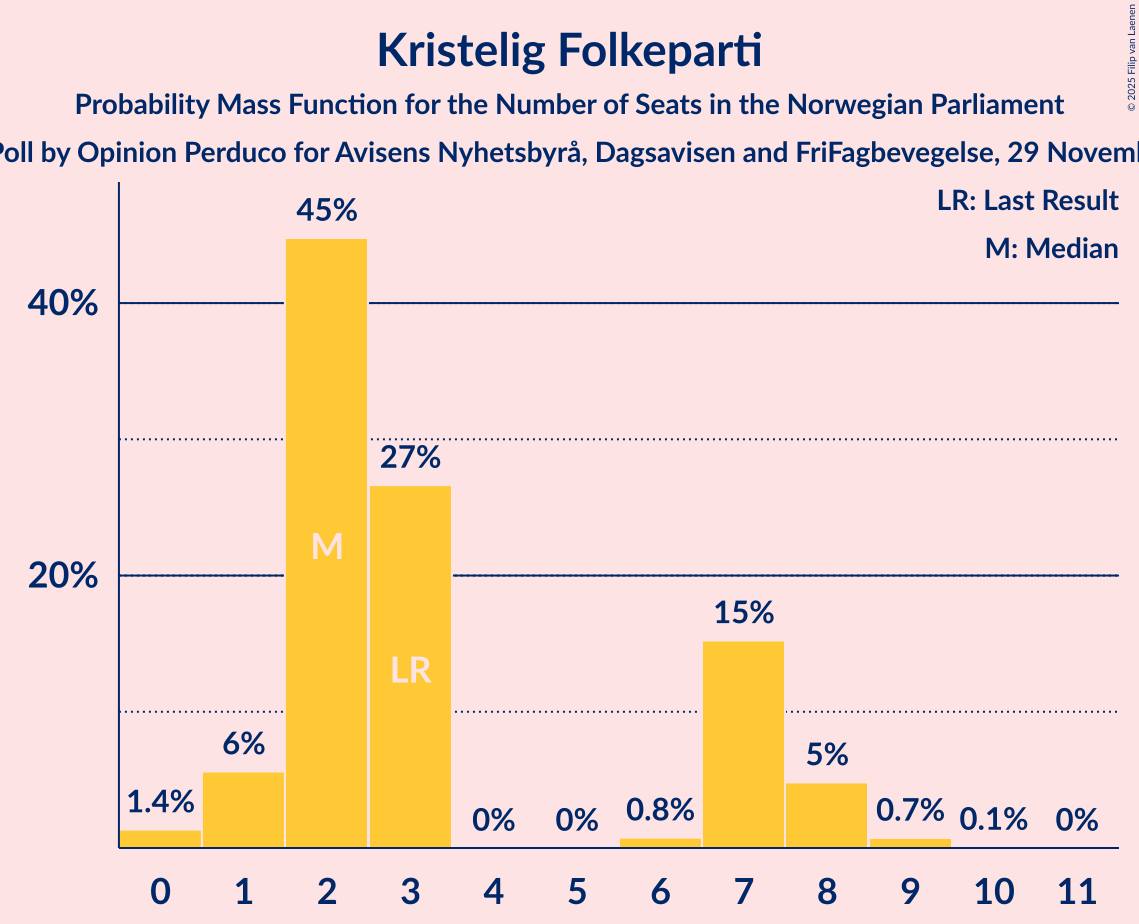 Kristelig Folkeparti
Probability Mass Function for the Number of Seats in the Norwegian Parliament
Poll by Opinion Perduco for Avisens Nyhetsbyrå, Dagsavisen and FriFagbevegelse, 29
© 2025 Filip van Laenen
LR: Last Result
M: Median
45%
40%
27%
M
20%
15%
LR
6%
5%
1.4%
0%
0%
0.8%
0.7%
0.1%
0%
0 1 2 3 4 5 6 7 8 9 10 11